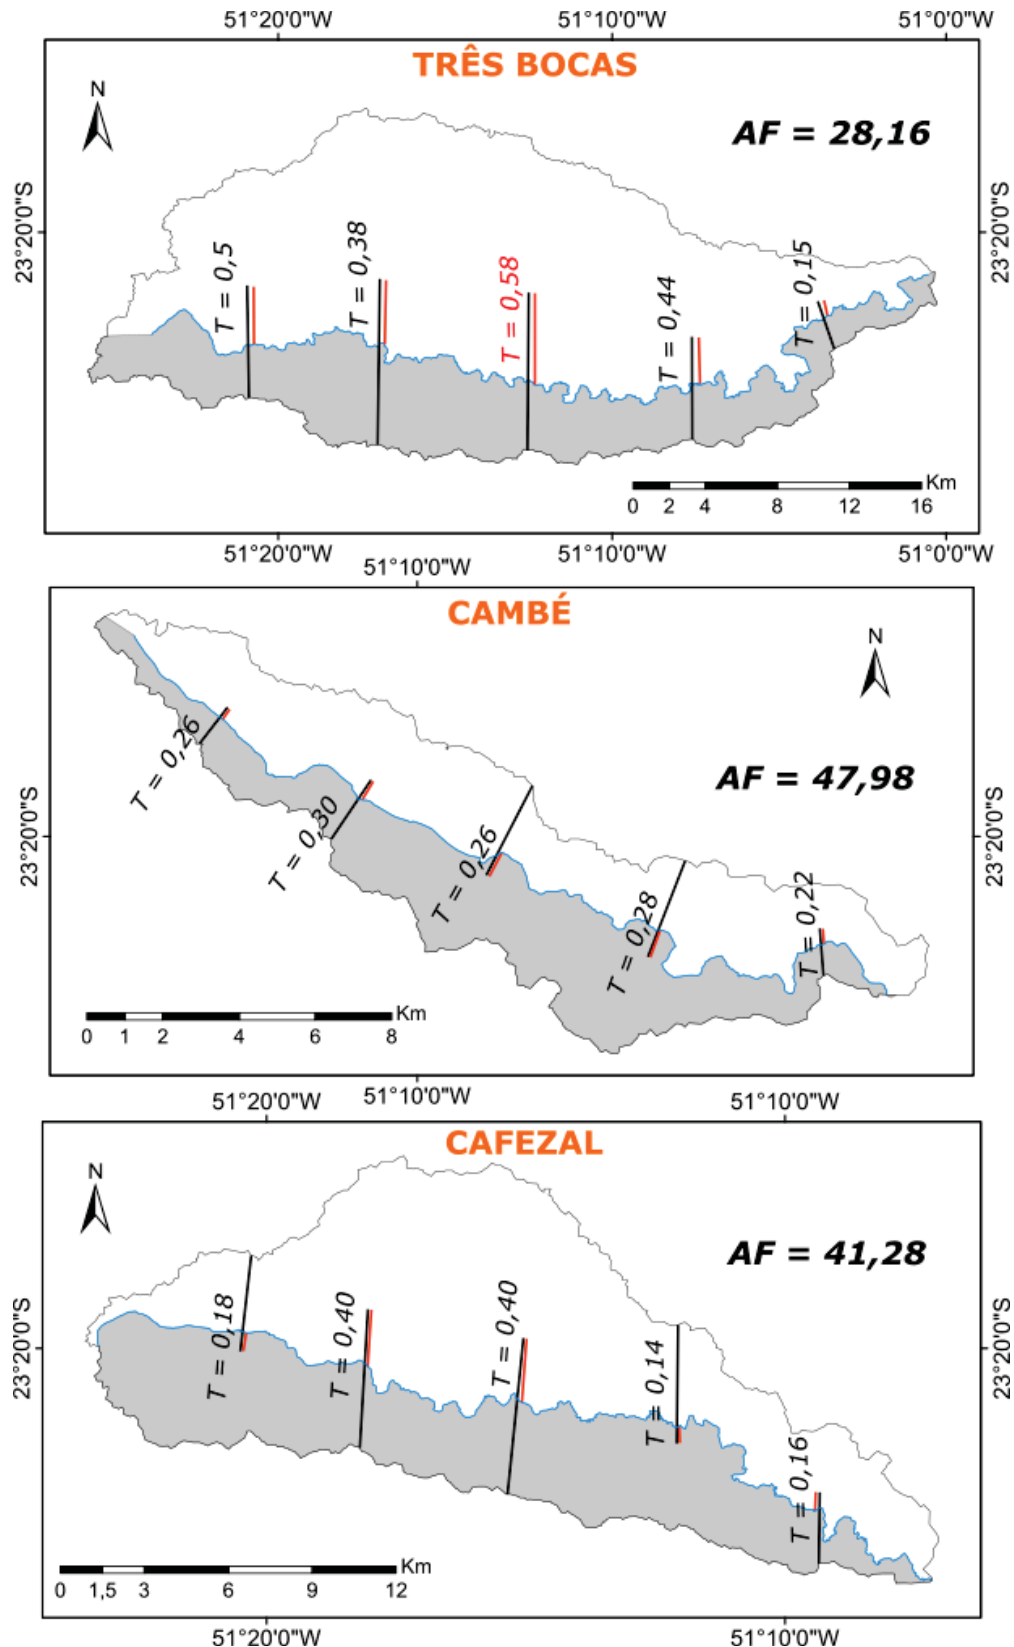 51°20'0"W 51°10'0"W 51°0'0"W
TRÊS BOCAS
N
AF = 28,16
23°20'0"S
23°20'0"S
T = 0,5
T = 0,38
T = 0,58
T = 0,44
T = 0,15
Km
0 2 4 8 12 16
51°20'0"W 51°10'0"W 51°0'0"W
51°10'0"W
CAMBÉ
N
T = 0,26
AF = 47,98
T = 0,30
T = 0,26
23°20'0"S
23°20'0"S
T = 0,28
T = 0,22
Km
0 1 2 4 6 8
51°10'0"W
51°20'0"W 51°10'0"W
CAFEZAL
N
AF = 41,28
23°20'0"S
23°20'0"S
T = 0,18
T = 0,40
T = 0,40
T = 0,14
T = 0,16
Km
0 1,5 3 6 9 12
51°20'0"W 51°10'0"W